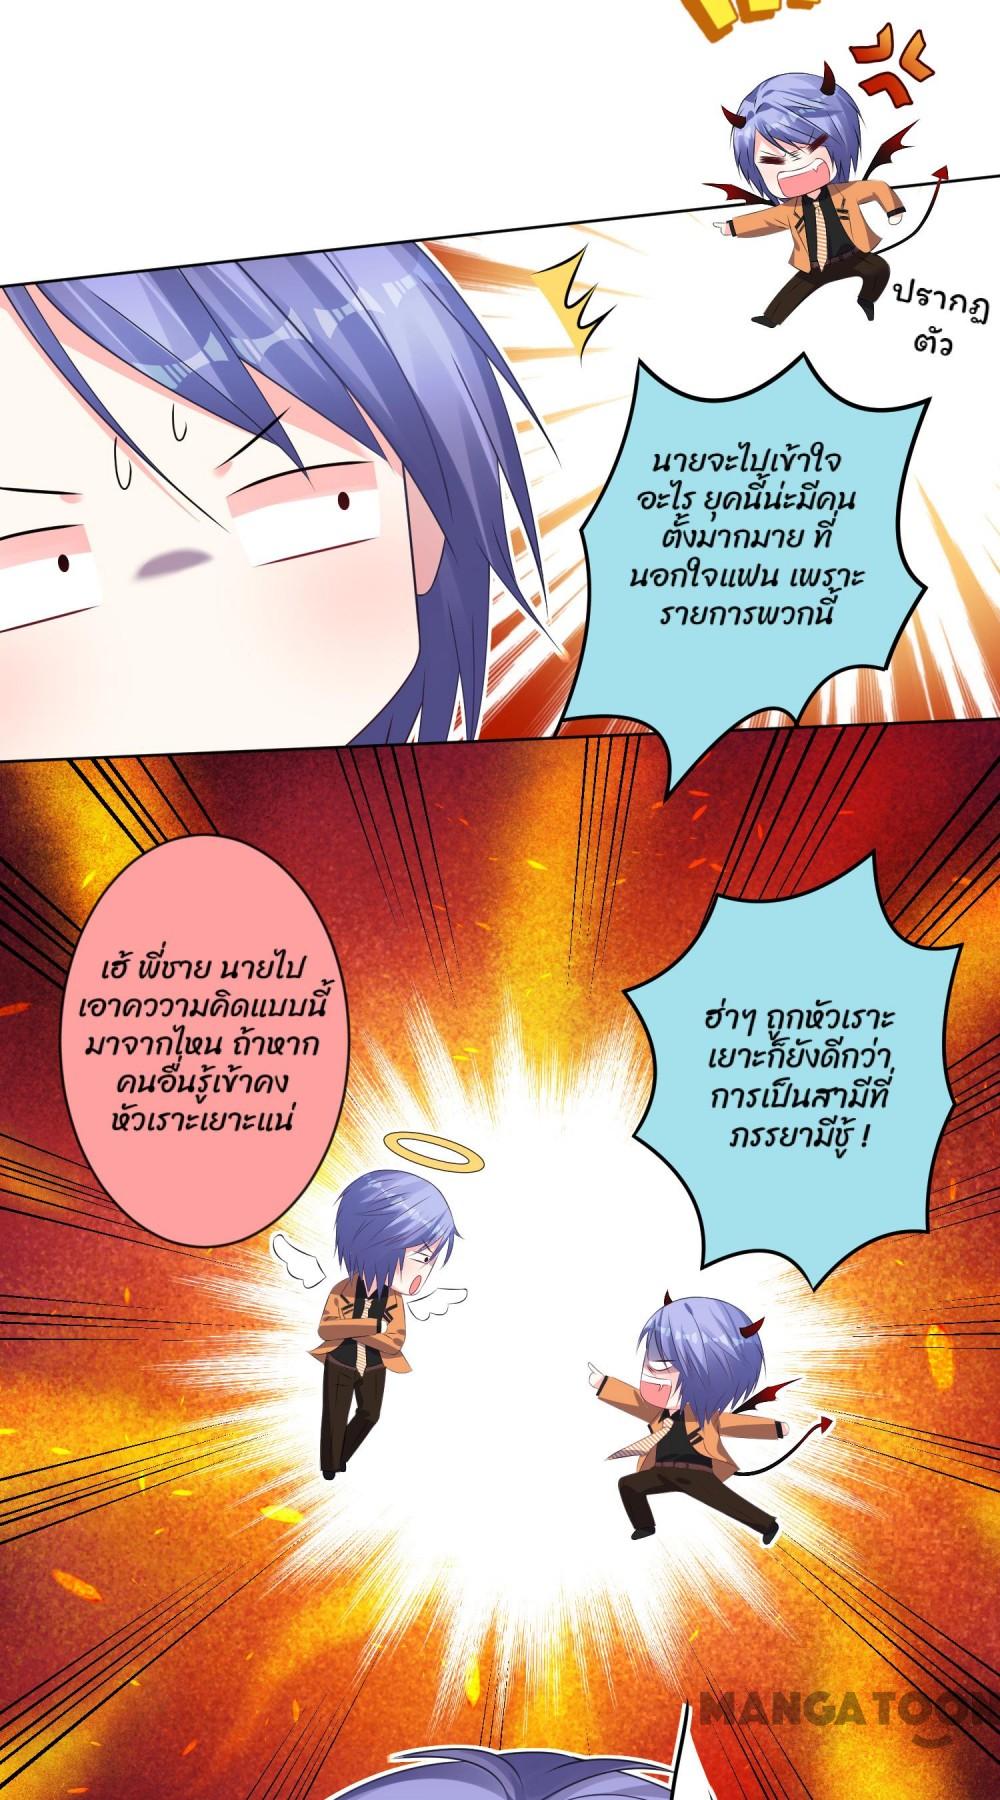 ปรากฏ
ตัว
นายจะไปเข้าใจ
อะไร ยุคนี้น่ะมีคน
ตั้งมากมาย ที่
นอกใจแฟน เพราะ
รายการพวกนี้
เฮ้ พี่ชาย นายไป
เอาคววามคิดแบบนี้
มาจากไหน ถ้าหาก
คนอื่นรู้เข้าคง
หัวเราะเยาะแน่
ฮ่าๆ ถูกหัวเราะ
เยาะก็ยังดีกว่า
การเป็นสามีที่
ภรรยามีชู้ !
MANGATOON